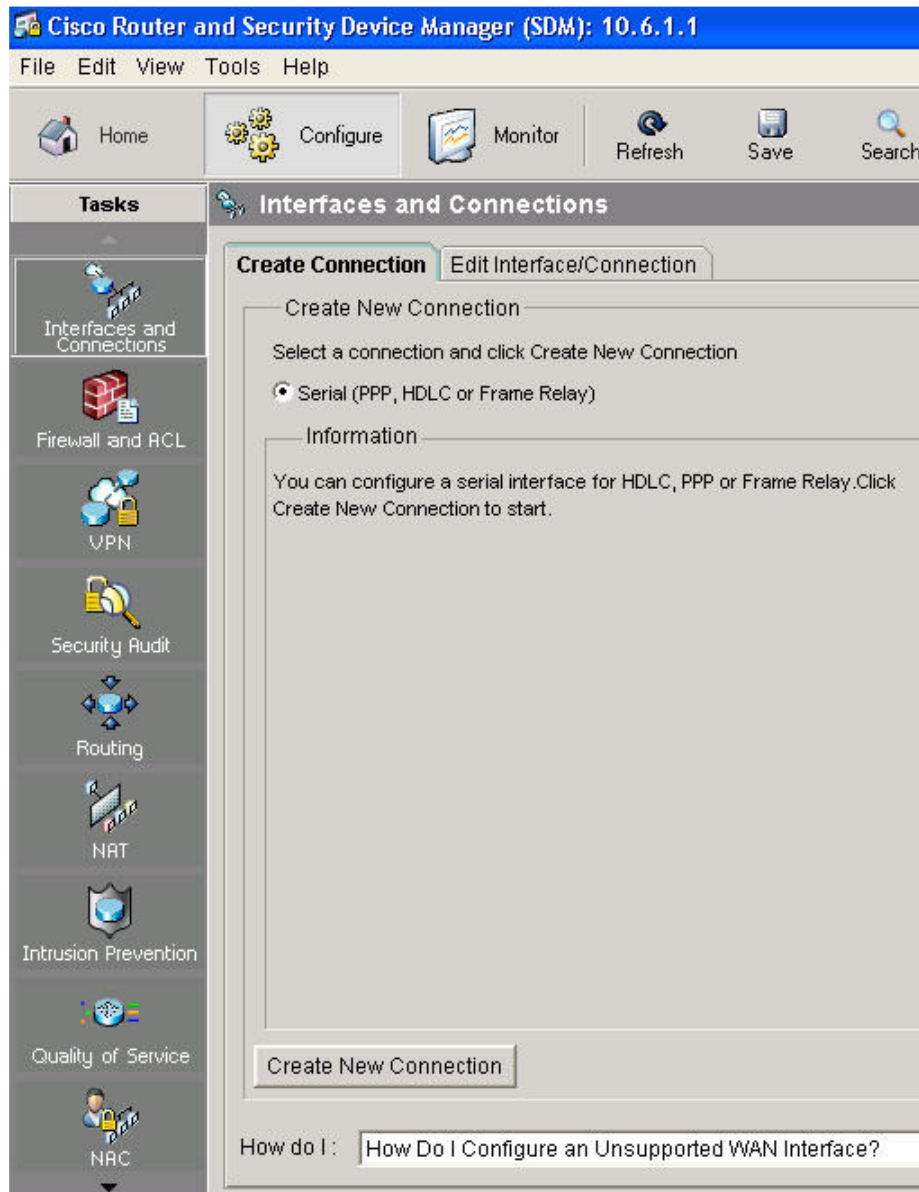 Cisco Router and Security Device Manager (SDM): 10.6.1.1
File Edit View Tools Help
Home Configure Monitor Refresh Save Search
Tasks
Interfaces and Connections
Create Connection Edit Interface/Connection
Interfaces and
Connections
Firewall and ACL
VPN
Security Audit
Routing
NAT
Intrusion Prevention
Quality of Service
NAC
Create New Connection
Select a connection and click Create New Connection
Serial (PPP, HDLC or Frame Relay)
Information
You can configure a serial interface for HDLC, PPP or Frame Relay.Click
Create New Connection to start.
Create New Connection
How do I : How Do I Configure an Unsupported WAN Interface?